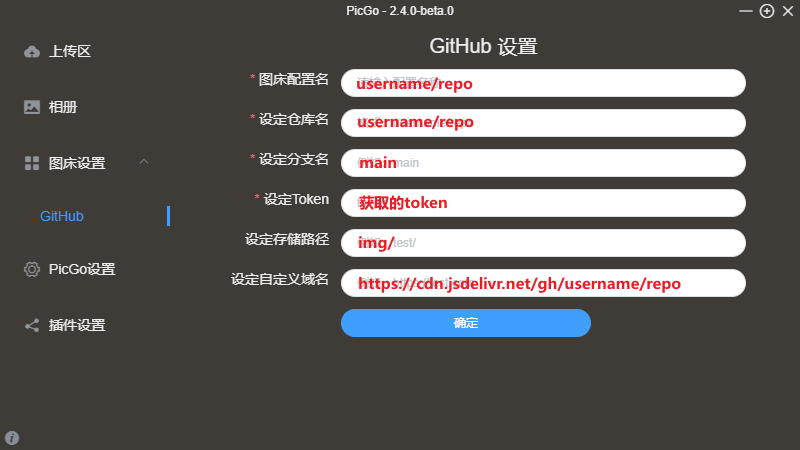 PicGo - 2.4.0-beta.0
上传区
相册
图床设置
GitHub
PicGo设置
插件设置
GitHub 设置
* 图床配置名
username/repo
* 设定仓库名
username/repo
* 设定分支名
main
main
* 设定Token
获取的token
设定存储路径
img/
test/
设定自定义域名
https://cdn.jsdelivr.net/gh/username/repo
确定